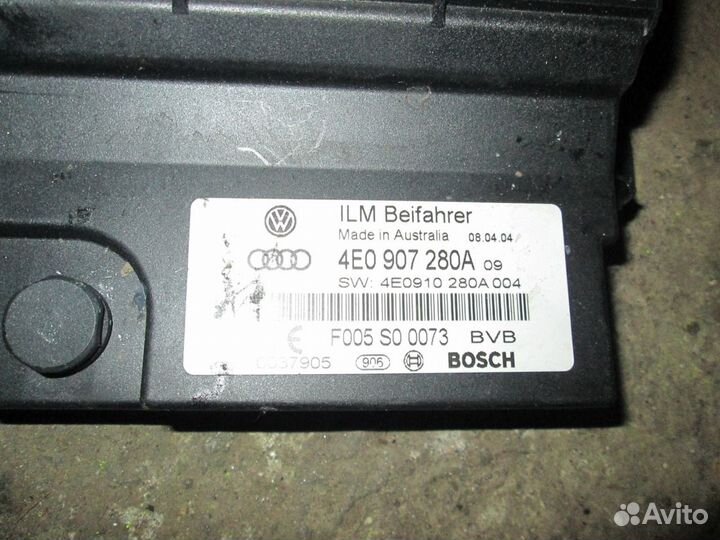 ILM Beifahrer
Made in Australia 08.04.04
4E0 907 280A 09
SW: 4E0910 280A 004
F005 S0 0073 BVB
906 BOSCH
Avito